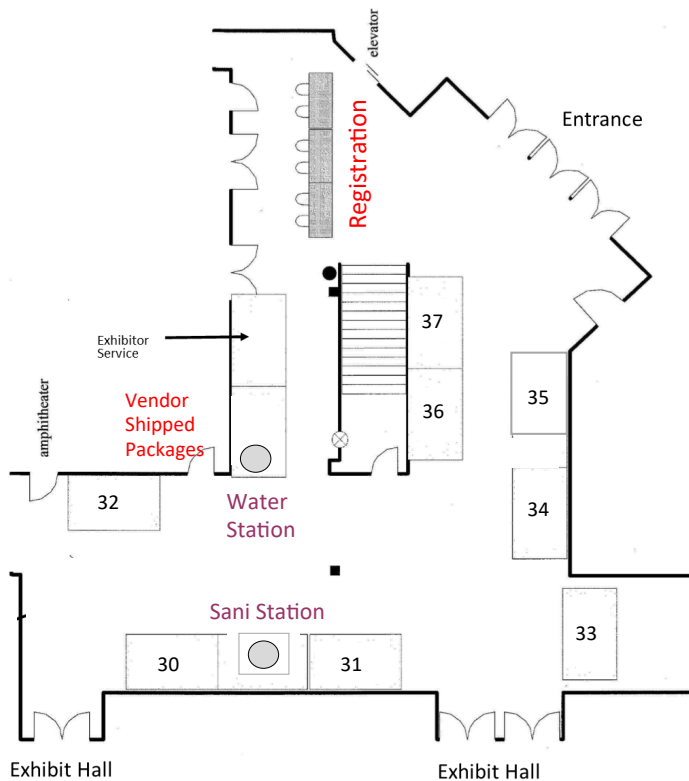 elevator
Entrance
Registration
37
Exhibitor
Service
36
35
Vendor
Shipped
Packages
amphitheater
32
Water
Station
34
Sani Station
33
30
31
Exhibit Hall
Exhibit Hall